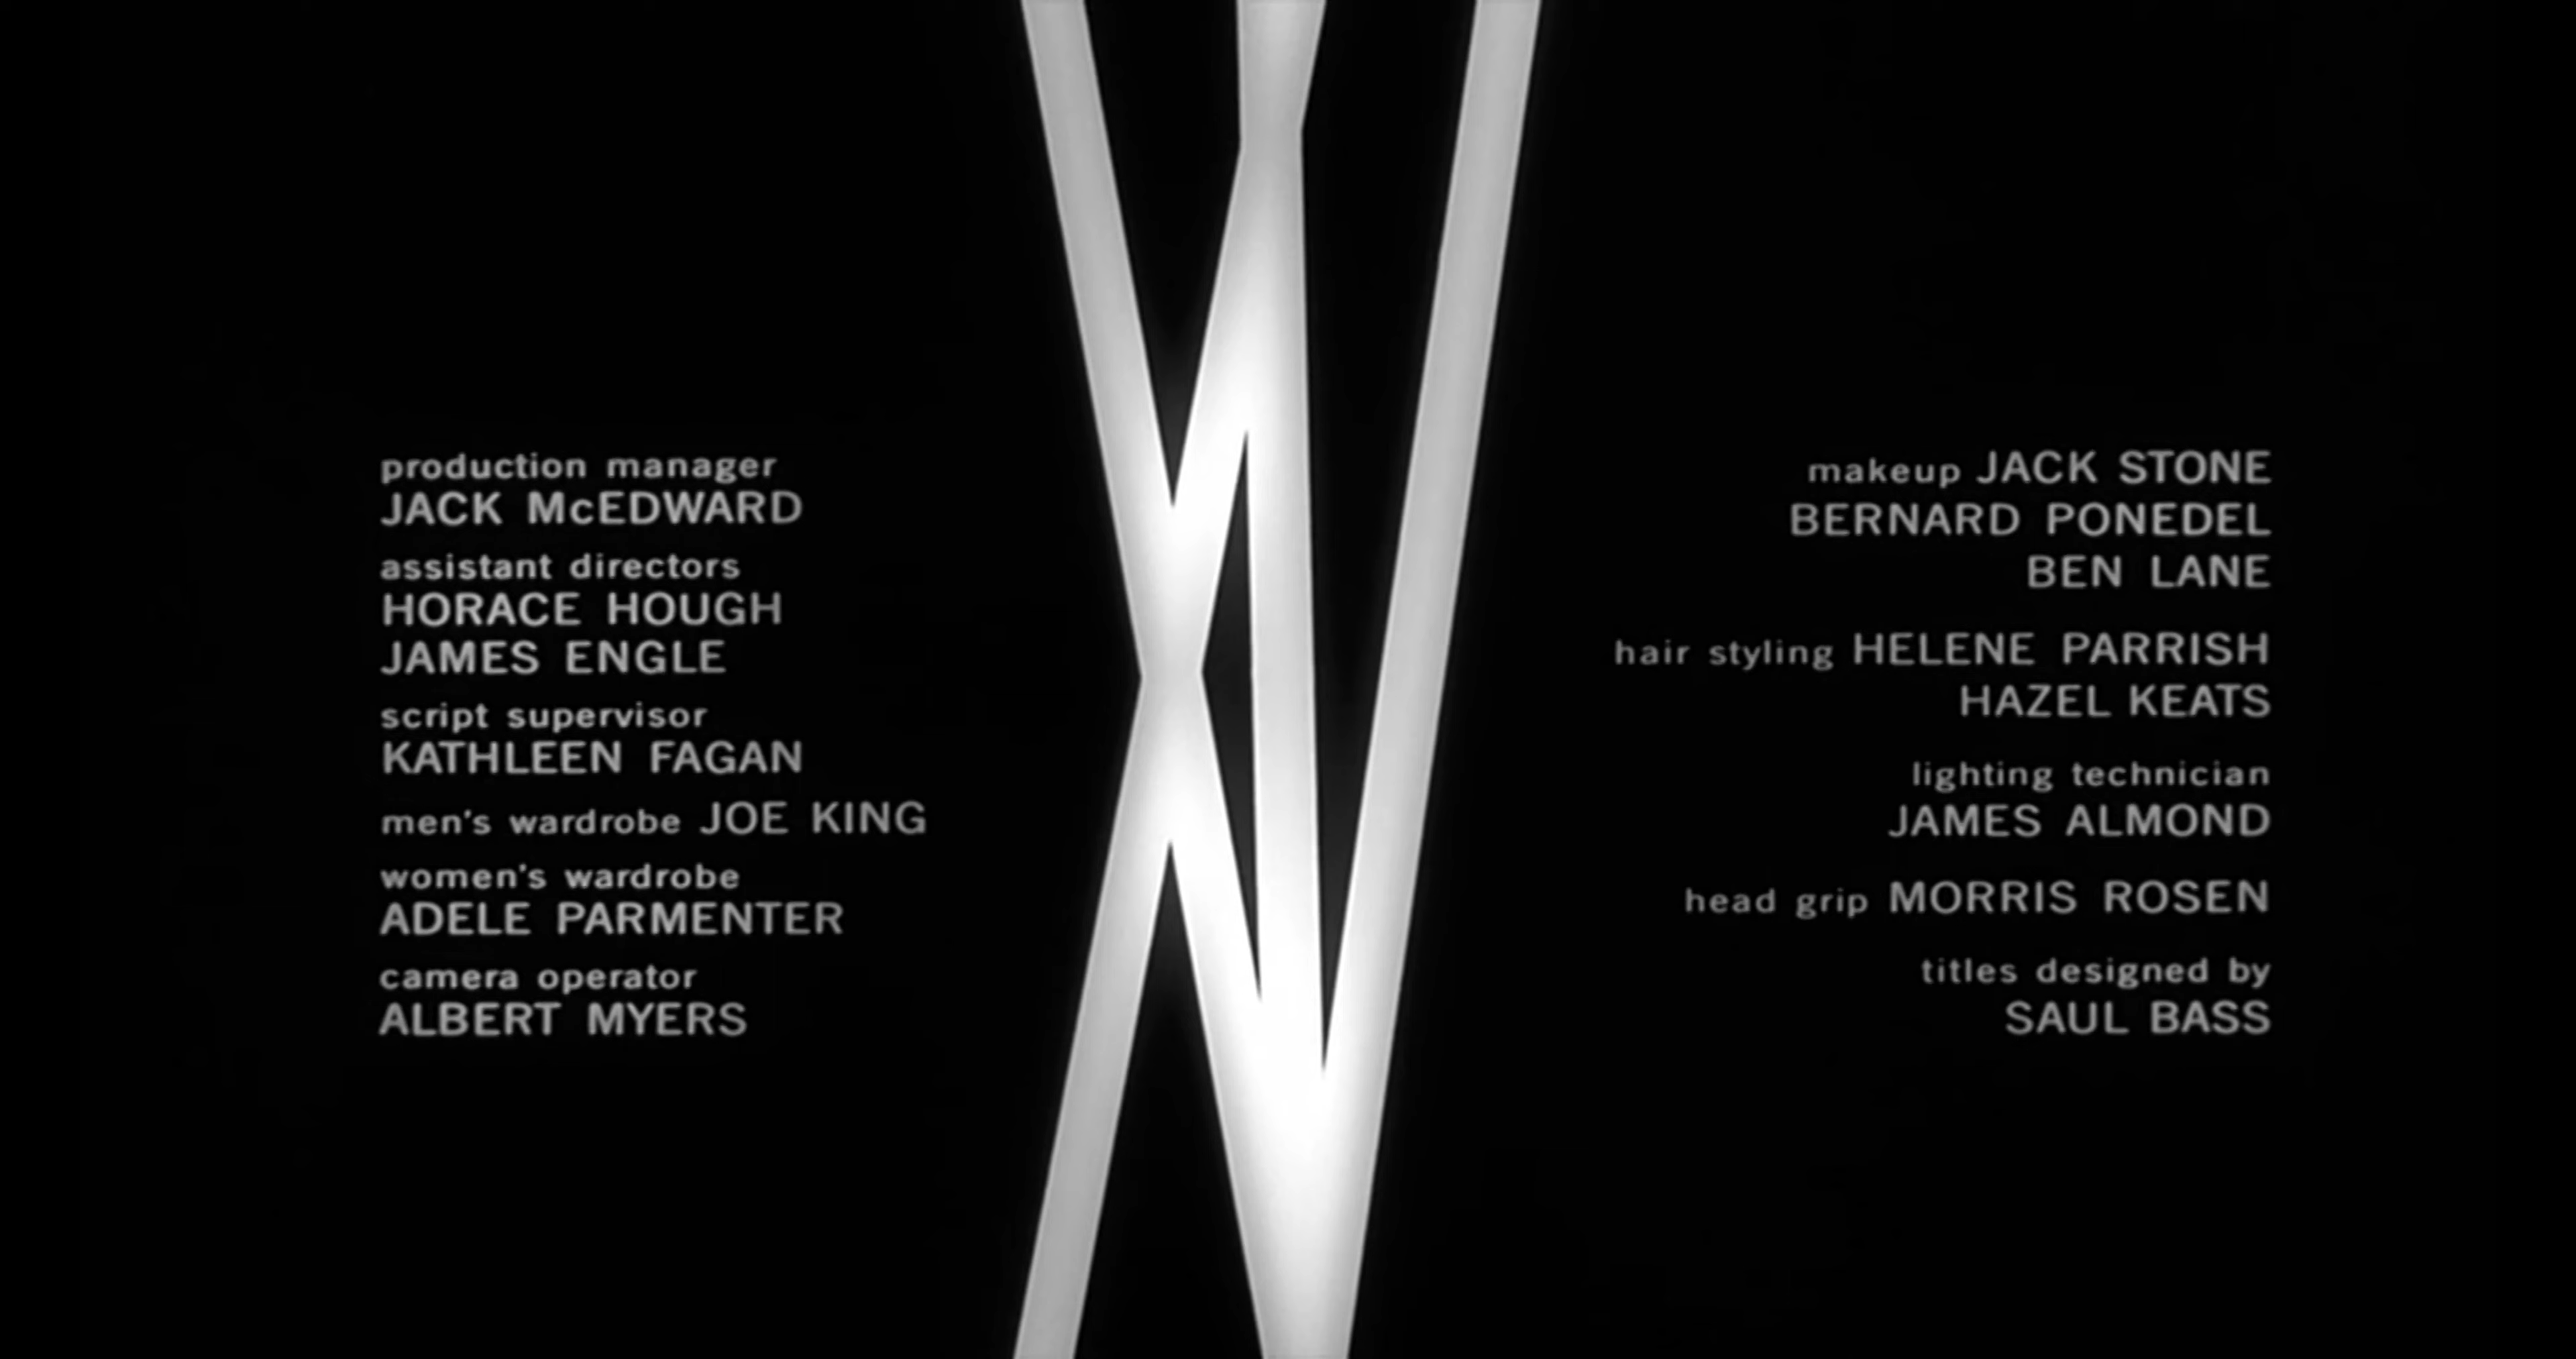 production manager
JACK McEDWARD
assistant directors
HORACE HOUGH
JAMES ENGLE
script supervisor
KATHLEEN FAGAN
men's wardrobe JOE KING
women's wardrobe
ADELE PARMENTER
camera operator
ALBERT MYERS
makeup JACK STONE
BERNARD PONEDEL
BEN LANE
hair styling HELENE PARRISH
HAZEL KEATS
lighting technician
JAMES ALMOND
head grip MORRIS ROSEN
titles designed by
SAUL BASS